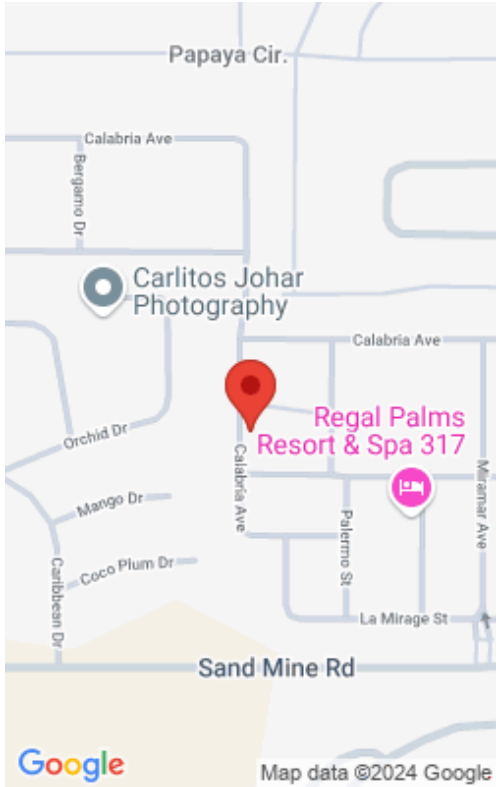 Papaya Cir.
Calabria Ave
Bergamo Dr
Carlitos Johar
Photography
Calabria Ave
Orchid Dr
Regal Palms
Resort & Spa 317
Calabria Ave
Mango Dr
Palermo St
Miramar Ave
Coco Plum Dr
Caribbean Dr
La Mirage St
Sand Mine Rd
Google
Map data ©2024 Google